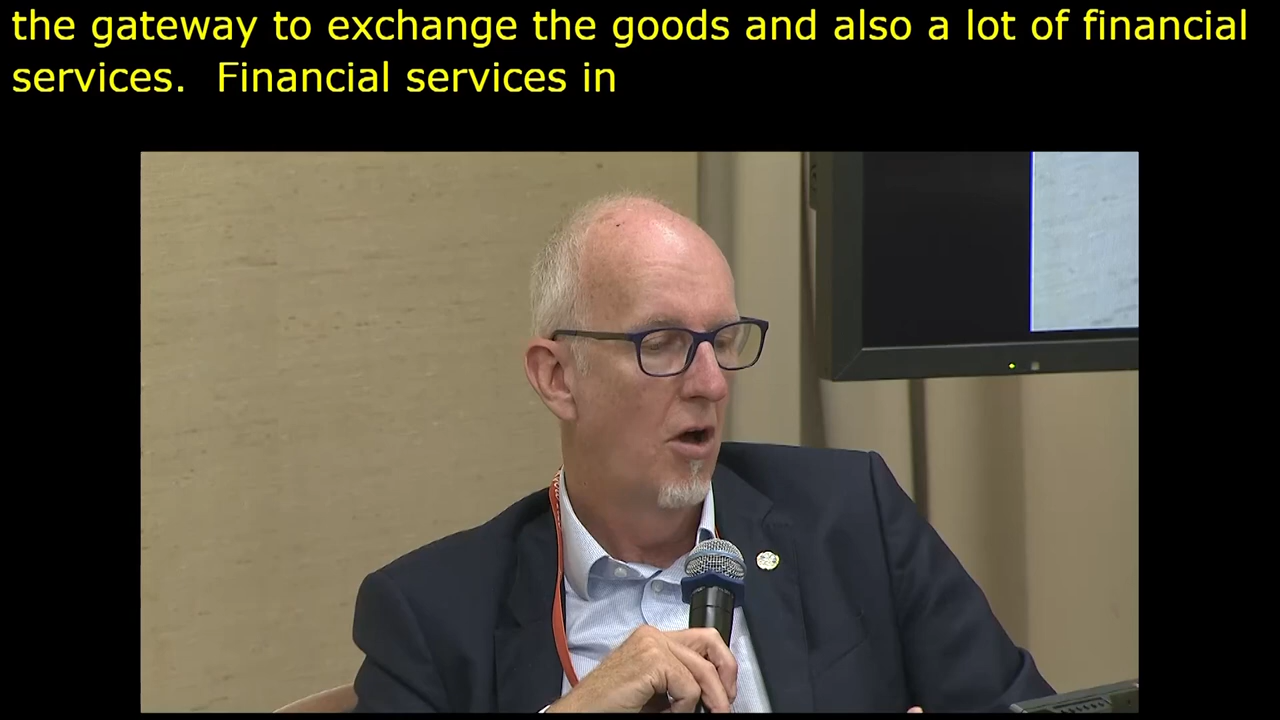 the gateway to exchange the goods and also a lot of financial
services.  Financial services in